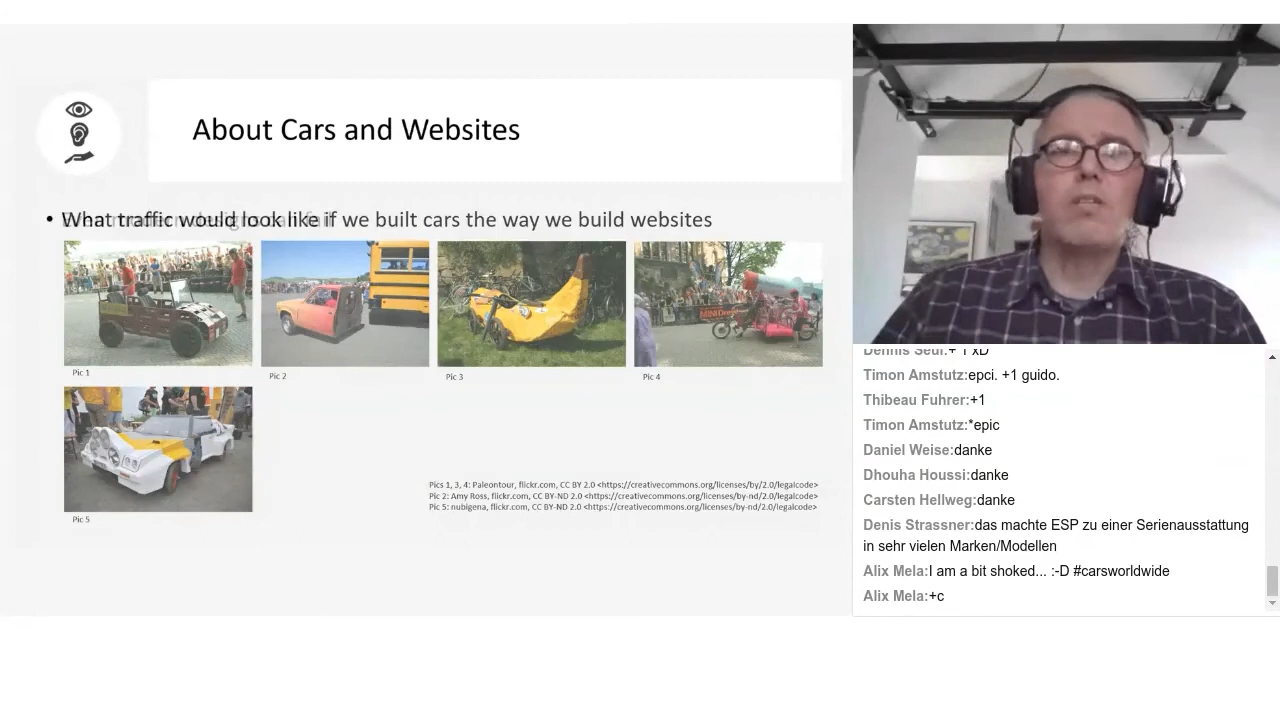 About Cars and Websites
• What traffic would look like if we built cars the way we build websites
Pic 1
Pic 2
Pic 3
Pic 4
Pic 5
Pics 1, 3, 4: Paleontour, flickr.com, CC BY 2.0 <https://creativecommons.org/licenses/by/2.0/legalcode>
Pic 2: Amy Ross, flickr.com, CC BY-ND 2.0 <https://creativecommons.org/licenses/by-nd/2.0/legalcode>
Pic 5: nubigena, flickr.com, CC BY-ND 2.0 <https://creativecommons.org/licenses/by-nd/2.0/legalcode>
Dennis Seul:+ 1 xD
Timon Amstutz:epci. +1 guido.
Thibeau Fuhrer:+1
Timon Amstutz:*epic
Daniel Weise:danke
Dhouha Houssi:danke
Carsten Hellweg:danke
Denis Strassner:das machte ESP zu einer Serienausstattung
in sehr vielen Marken/Modellen
Alix Mela:I am a bit shoked... :-D #carsworldwide
Alix Mela:+c